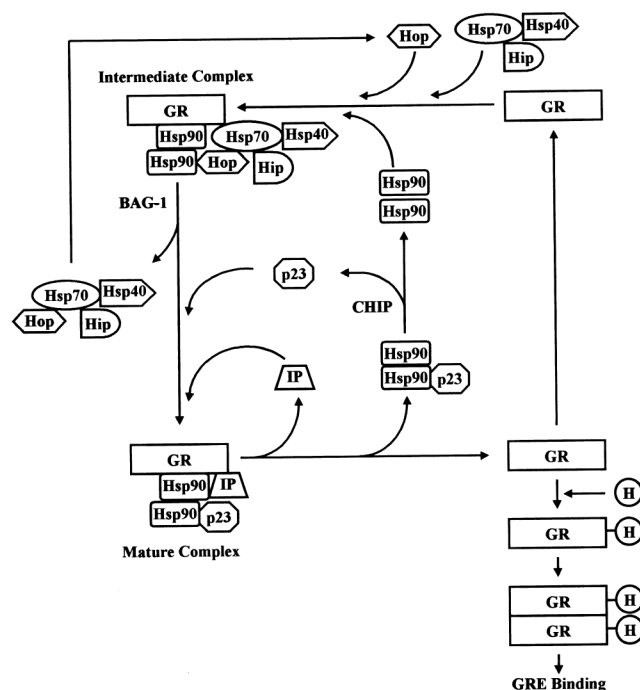 Hop
Hsp70
Hsp40
Hip
Intermediate Complex
GR
GR
Hsp90
Hsp70
Hsp40
Hsp90
Hop
Hip
Hsp90
Hsp90
BAG-1
p23
CHIP
Hsp70
Hsp40
Hop
Hip
Hsp90
Hsp90
p23
IP
GR
Hsp90
IP
Hsp90
p23
Mature Complex
GR
H
GR
H
GR
H
GR
H
GRE Binding